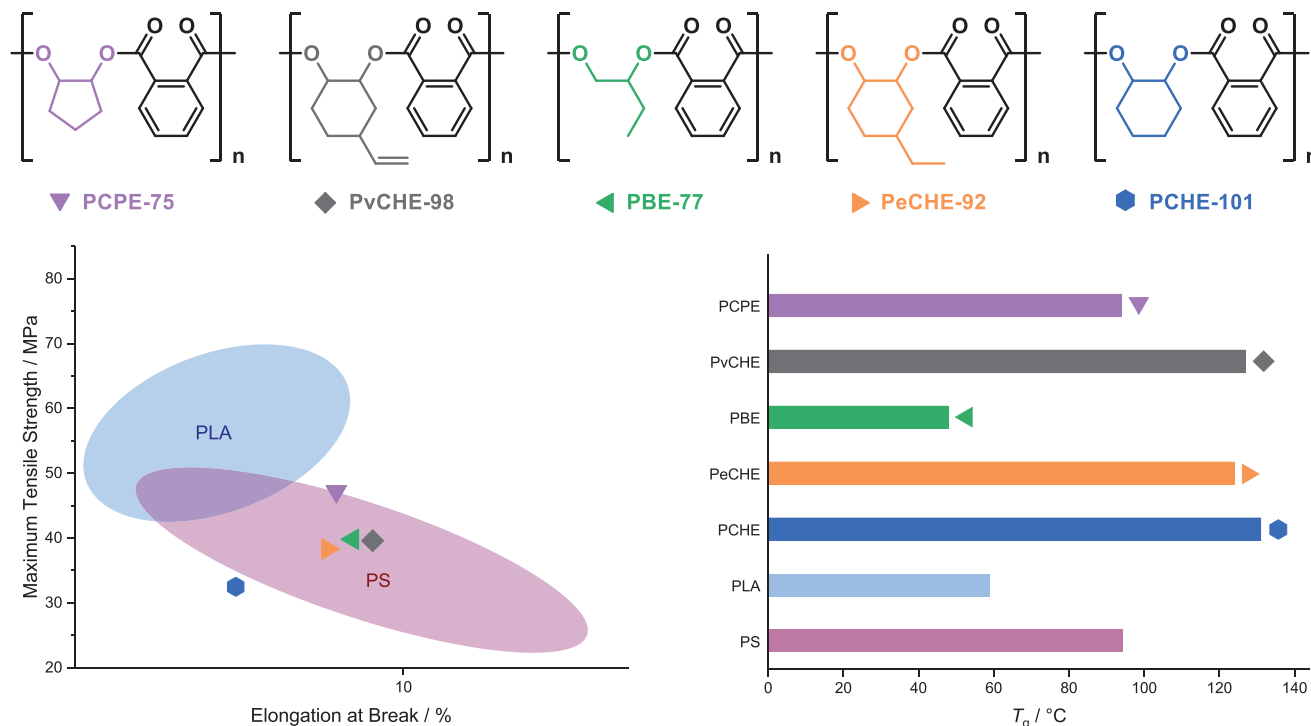 O O O O O O O O O O
O O O O O O O O O O
n n n n n
PCPE-75 PvCHE-98 PBE-77 PeCHE-92 PCHE-101
Maximum Tensile Strength / MPa
80
70
60
50
40
30
20
PLA
PS
10
Elongation at Break / %
PCPE
PvCHE
PBE
PeCHE
PCHE
PLA
PS
0 20 40 60 80 100 120 140
Tg / °C